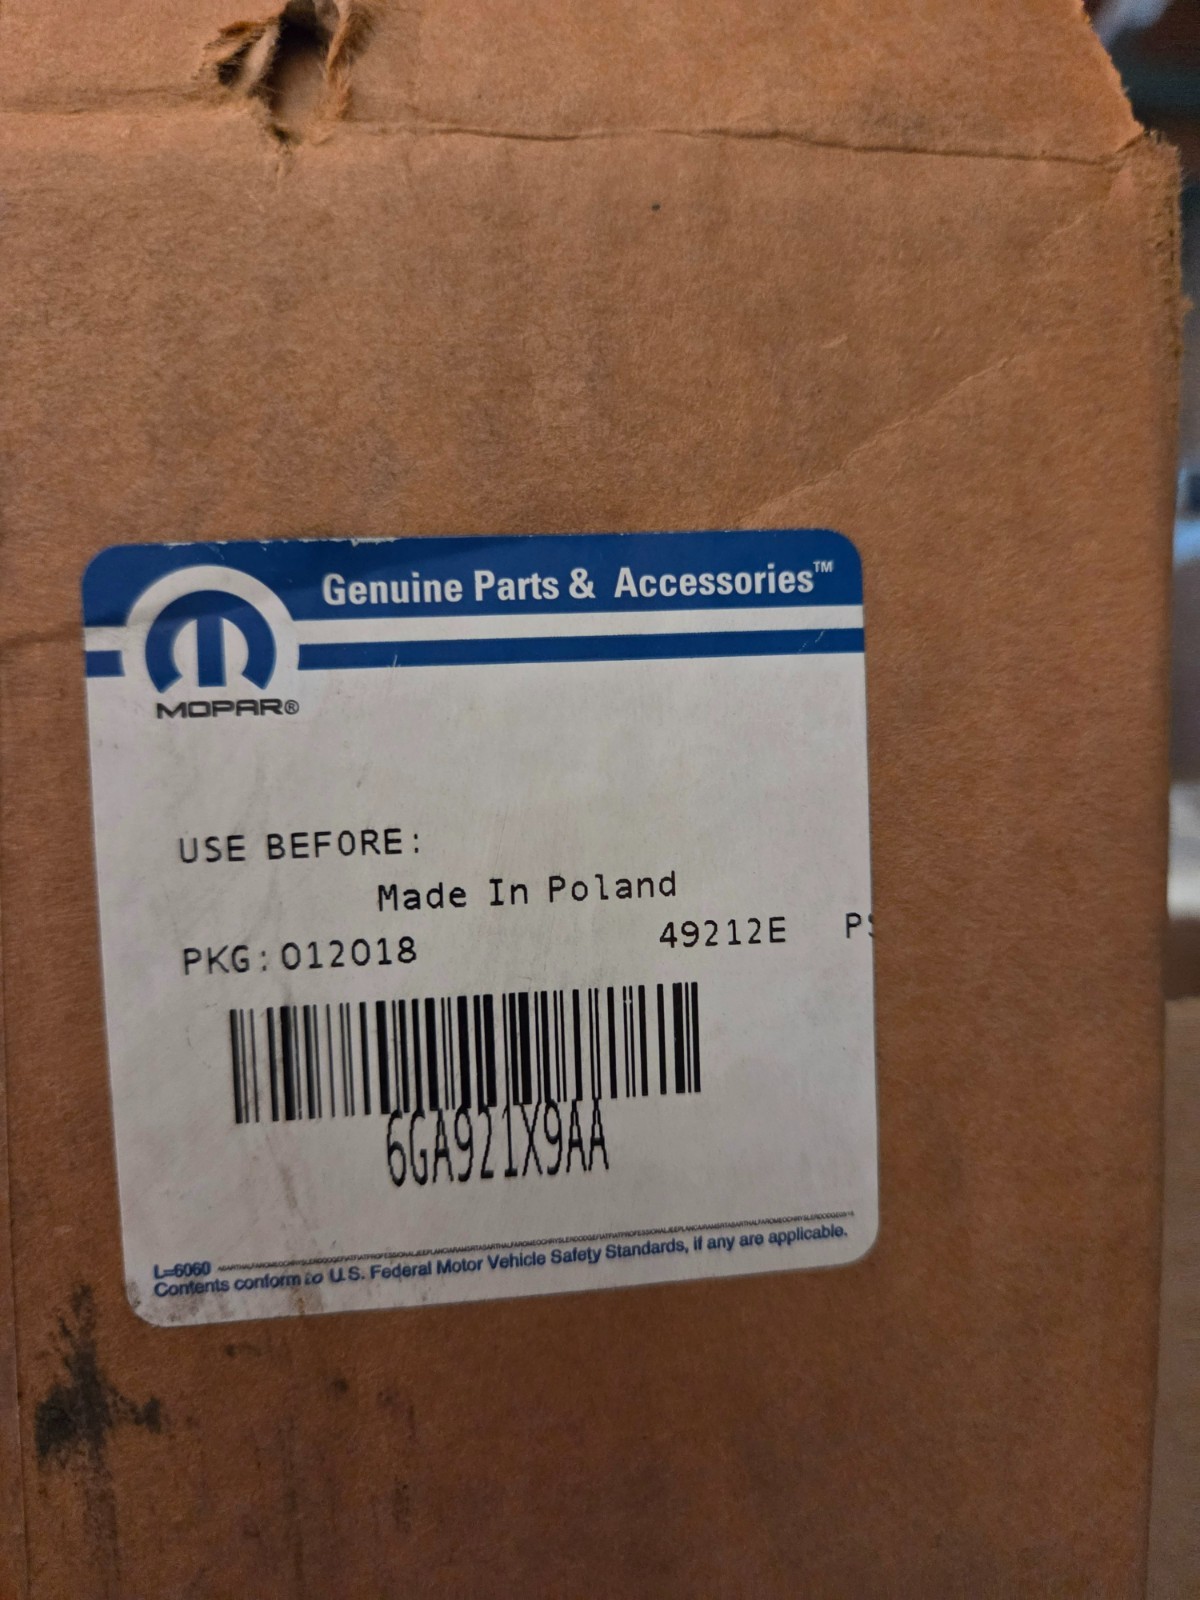 Genuine Parts & Accessories™
MOPAR®
USE BEFORE:
Made In Poland
PKG:012018 49212E
6GA921X9AA
L=6060
Contents conform to U.S. Federal Motor Vehicle Safety Standards, if any are applicable.